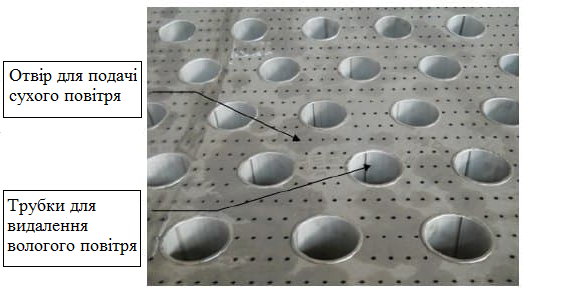 Отвір для подачі
сухого повітря
Трубки для
видалення
вологого повітря